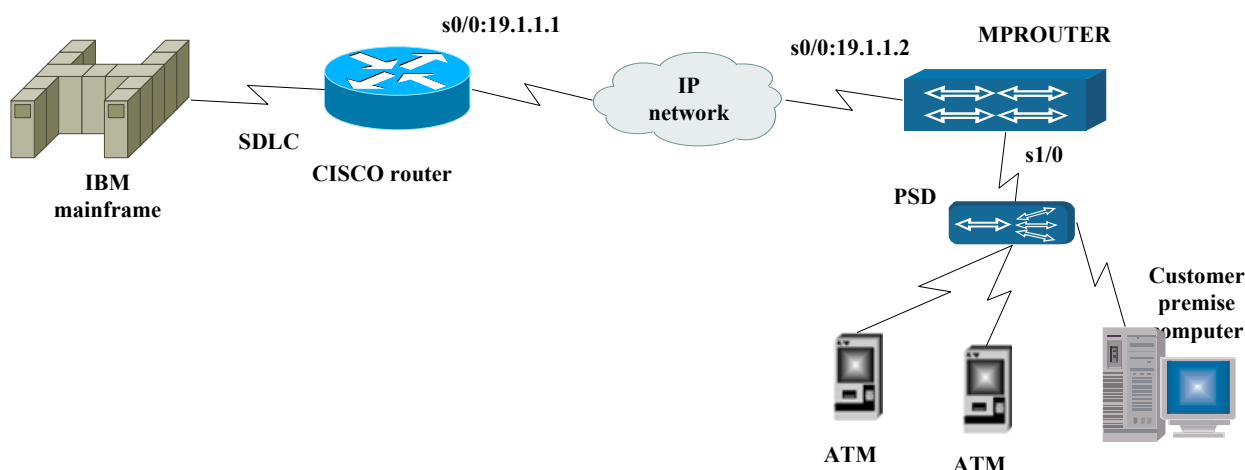 s0/0:19.1.1.1
s0/0:19.1.1.2
MPROUTER
IP
network
SDLC
CISCO router
IBM
mainframe
s1/0
PSD
Customer
premise
computer
ATM
ATM